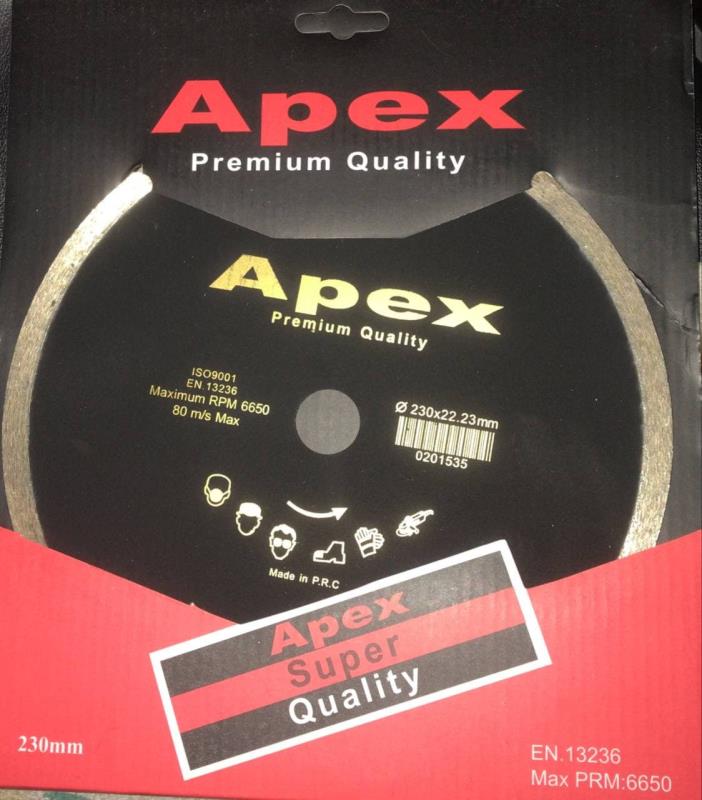 Apex
Premium Quality
Apex
Premium Quality
ISO9001
EN.13236
Maximum RPM 6650
80 m/s Max
Ø 230x22.23mm
0201535
Made in P.R.C
Apex
Super
Quality
230mm
EN.13236
Max PRM:6650